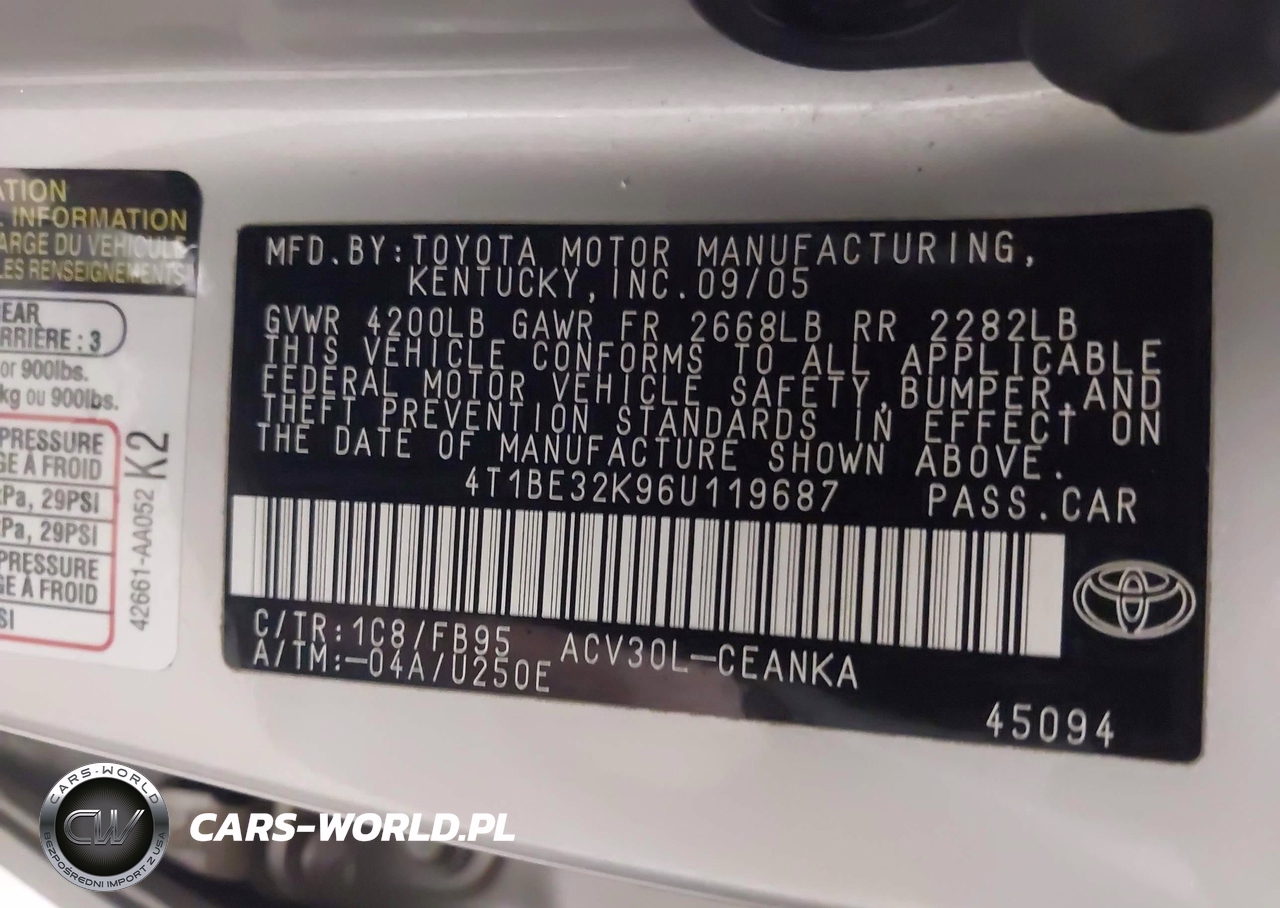 ATION
L INFORMATION
ARGE DU VÉHICULE
LES RENSEIGNEMENTS
EAR
RRIÈRE : 3
or 900lbs.
kg ou 900lbs.
PRESSURE
GE À FROID
Pa, 29PSI
Pa, 29PSI
PRESSURE
GE À FROID
SI
42661-AA052 K2
MFD.BY:TOYOTA MOTOR MANUFACTURING,
KENTUCKY,INC.09/05
GVWR 4200LB GAWR FR 2668LB RR 2282LB
THIS VEHICLE CONFORMS TO ALL APPLICABLE
FEDERAL MOTOR VEHICLE SAFETY,BUMPER,AND
THEFT PREVENTION STANDARDS IN EFFECT ON
THE DATE OF MANUFACTURE SHOWN ABOVE.
4T1BE32K96U119687 PASS.CAR
C/TR:1C8/FB95 ACV30L-CEANKA
A/TM:-04A/U250E
45094
CARS-WORLD
CW
BEZPOŚREDNI IMPORT Z USA
CARS-WORLD.PL